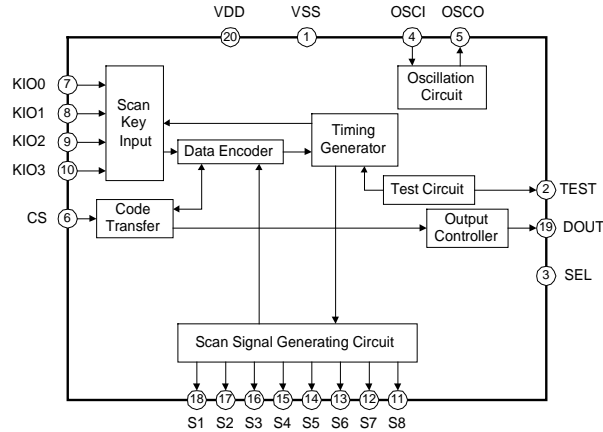 VDD VSS OSCI OSCO
20 1 4 5
KIO0 7
KIO1 8
KIO2 9
KIO3 10
CS 6
Scan
Key
Input
Oscillation
Circuit
Timing
Generator
Data Encoder
Test Circuit
2 TEST
Code
Transfer
Output
Controller
19 DOUT
3 SEL
Scan Signal Generating Circuit
18 17 16 15 14 13 12 11
S1 S2 S3 S4 S5 S6 S7 S8